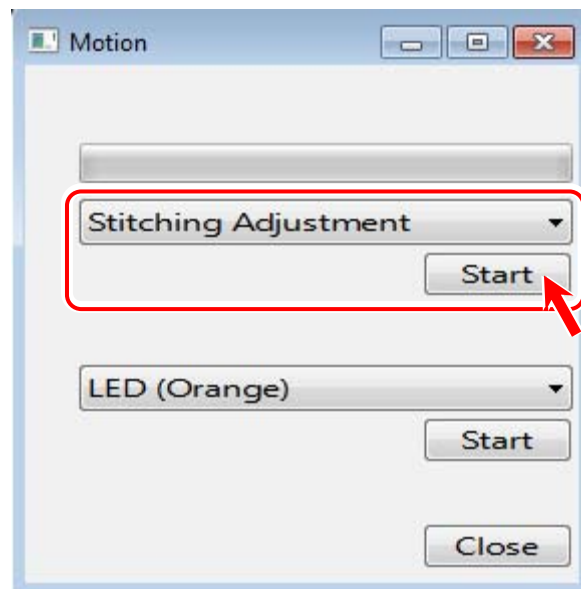 Motion
Stitching Adjustment
Start
LED (Orange)
Start
Close